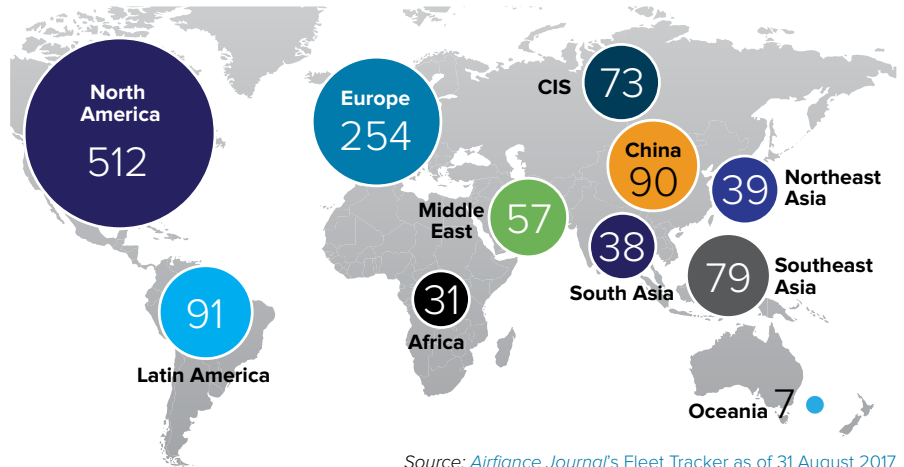 North
America
512
Europe
254
CIS
73
China
90
39
Northeast
Asia
Middle
East
57
38
South Asia
79
Southeast
Asia
31
Africa
91
Latin America
Oceania 7
Source: Airfiance Journal's Fleet Tracker as of 31 August 2017